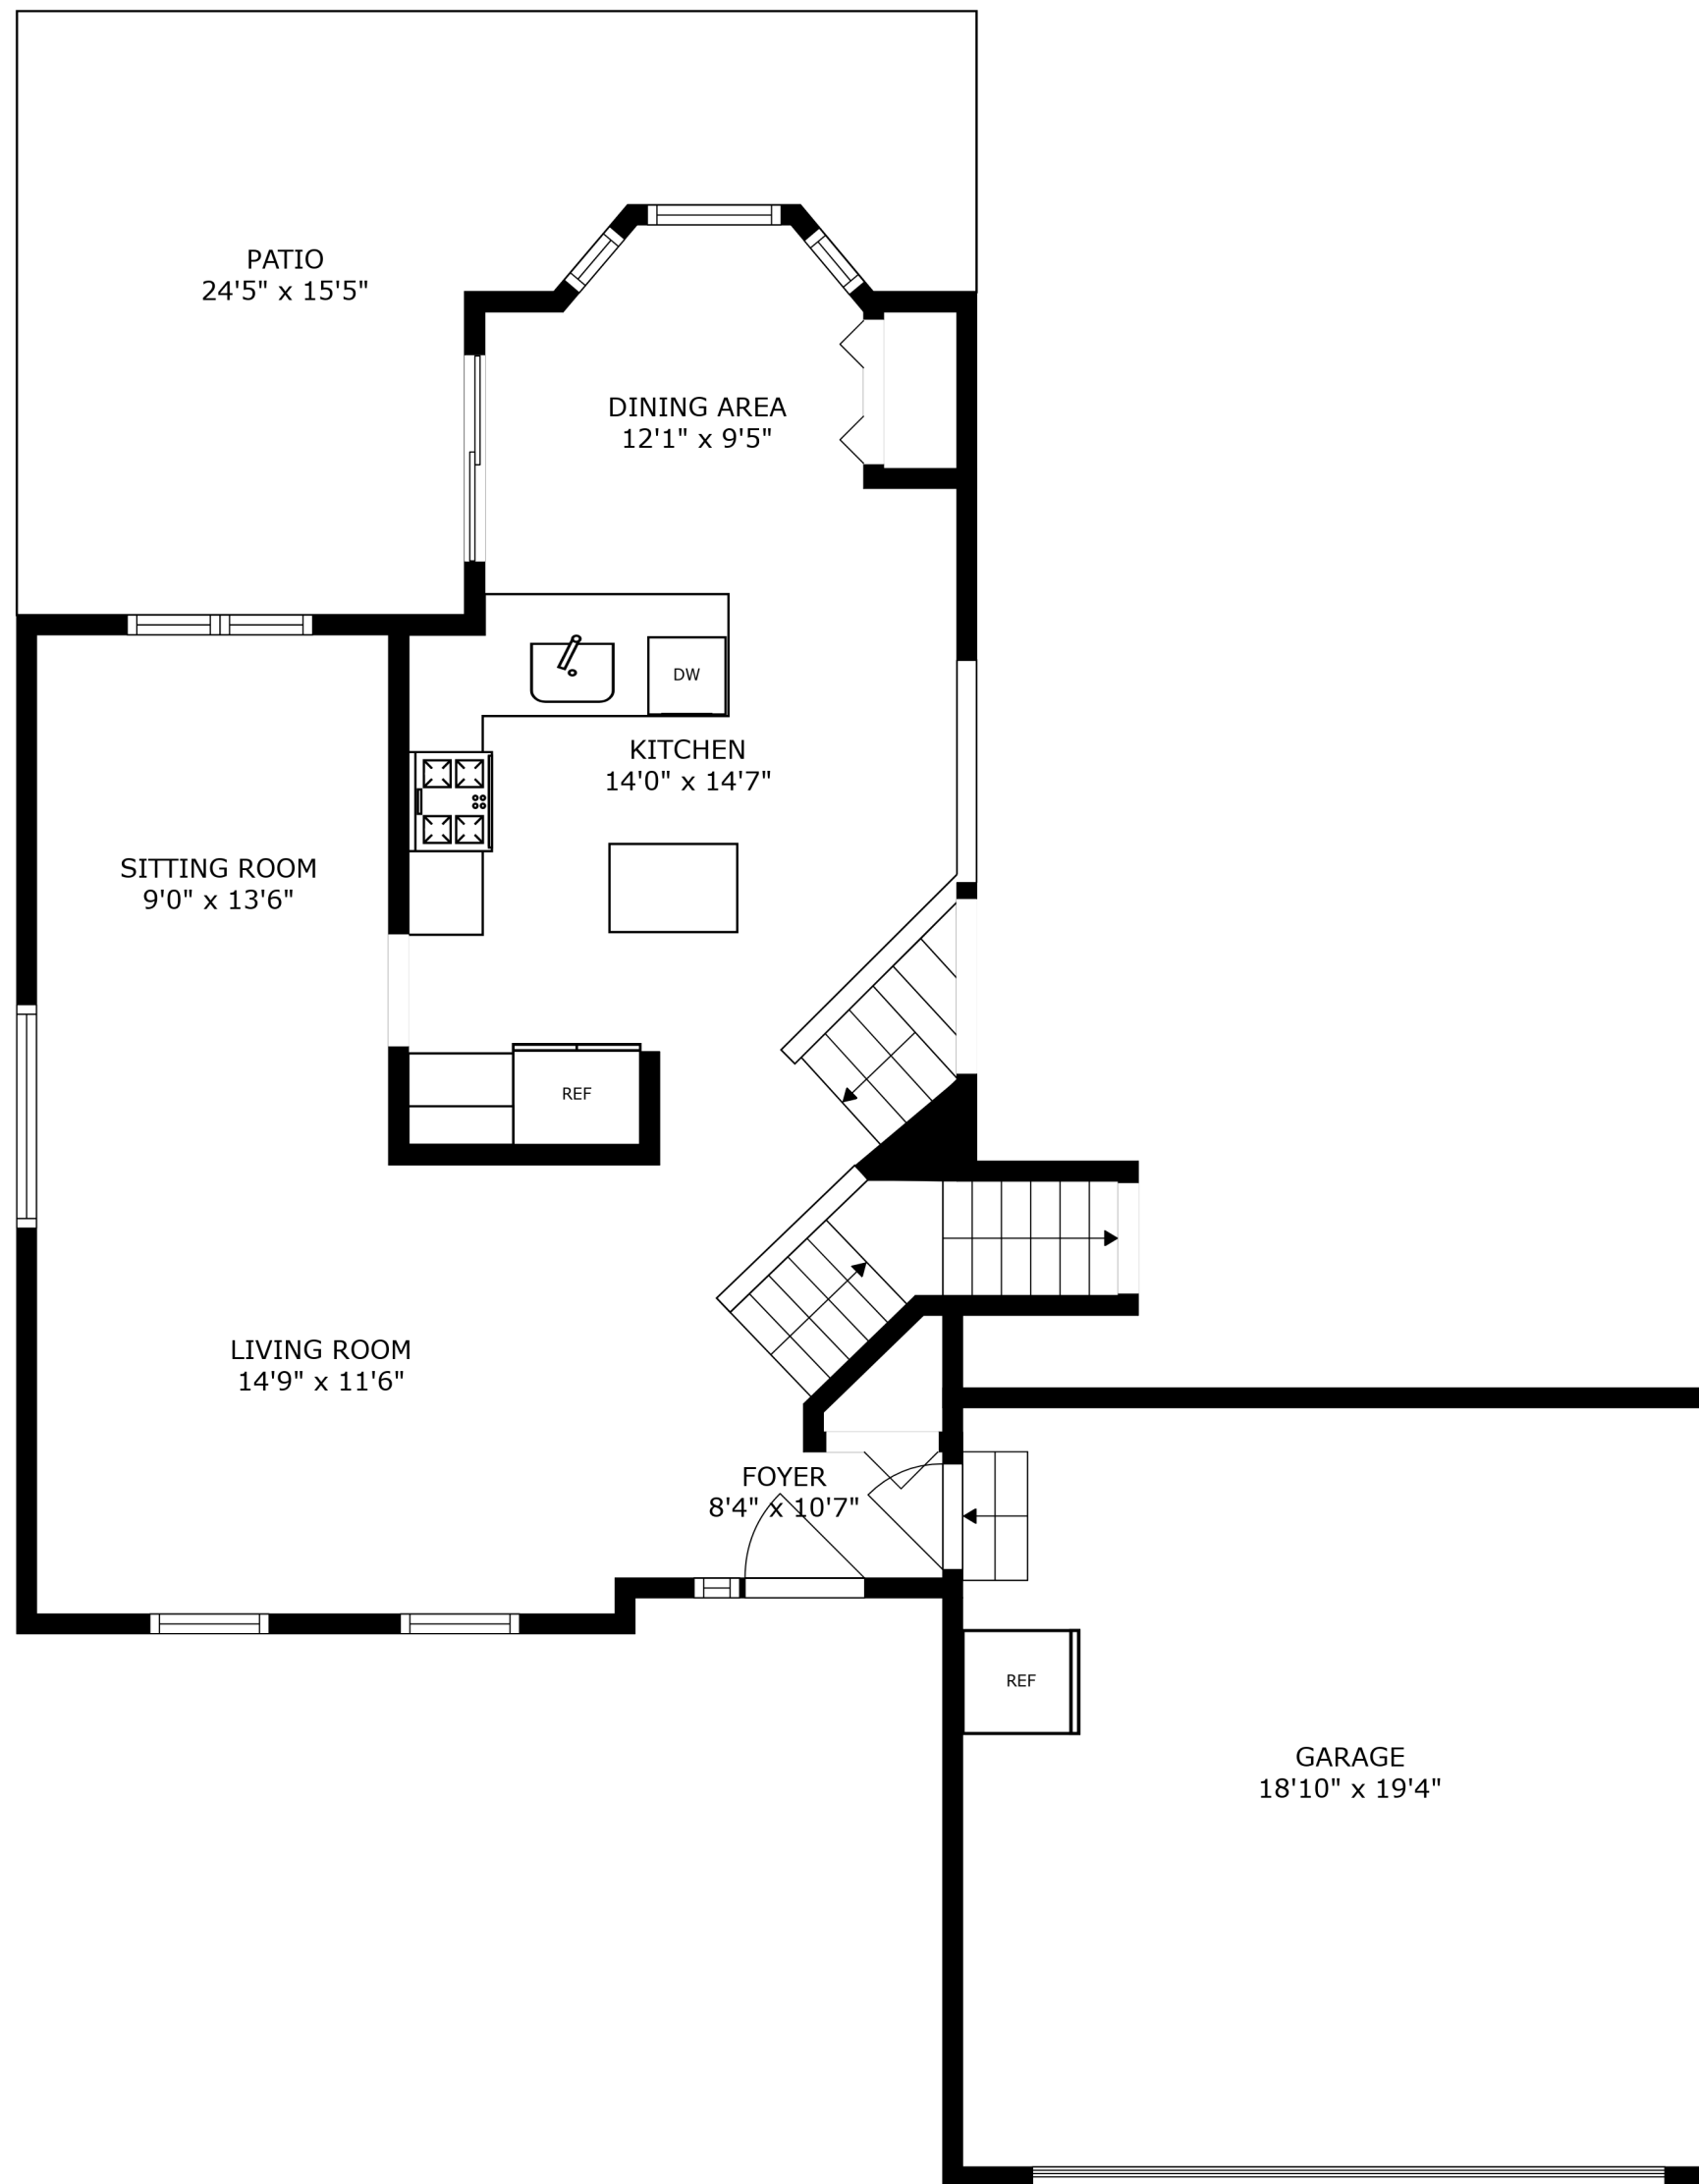 PATIO
24'5" x 15'5"
DINING AREA
12'1" x 9'5"
DW
KITCHEN
14'0" x 14'7"
SITTING ROOM
9'0" x 13'6"
REF
LIVING ROOM
14'9" x 11'6"
FOYER
8'4" x 10'7"
REF
GARAGE
18'10" x 19'4"